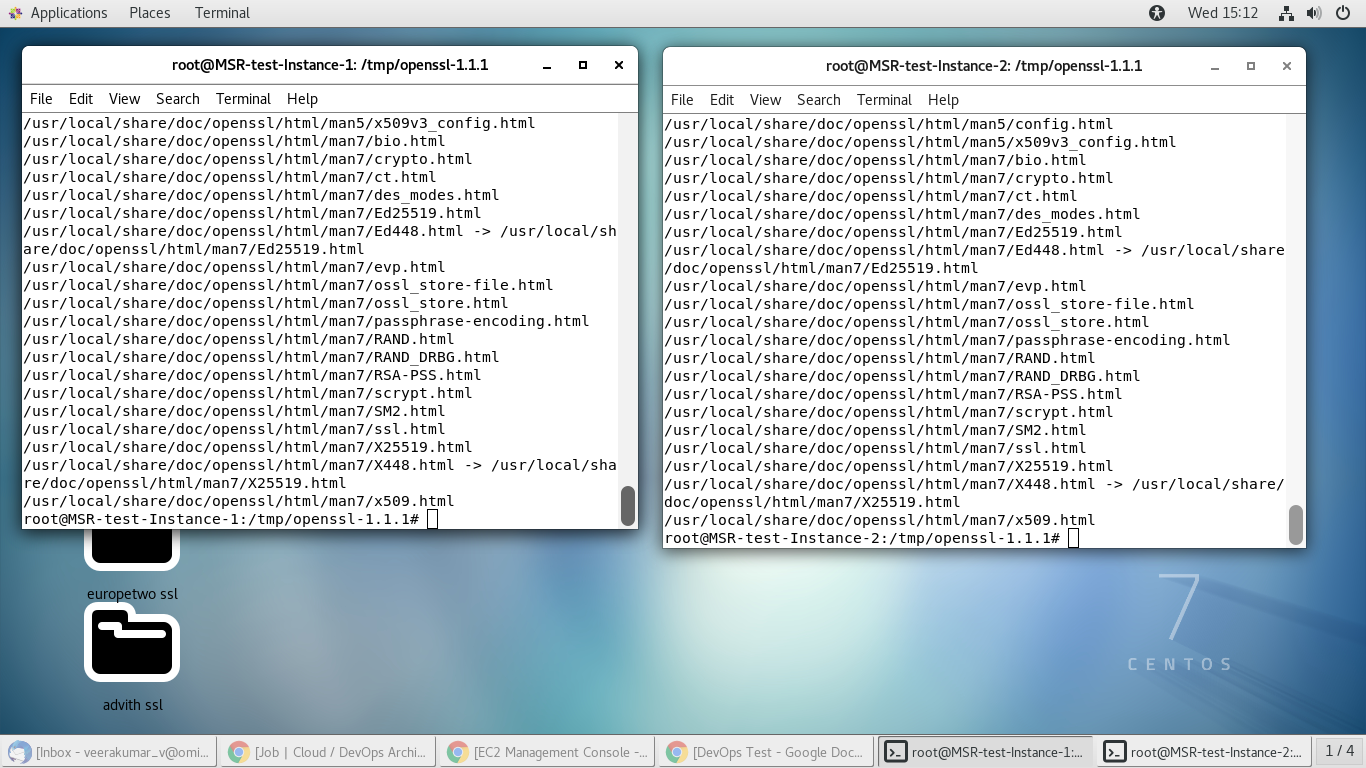 Applications Places Terminal Wed 15:12
root@MSR-test-Instance-1: /tmp/openssl-1.1.1
File Edit View Search Terminal Help
/usr/local/share/doc/openssl/html/man5/x509v3_config.html
/usr/local/share/doc/openssl/html/man7/bio.html
/usr/local/share/doc/openssl/html/man7/crypto.html
/usr/local/share/doc/openssl/html/man7/ct.html
/usr/local/share/doc/openssl/html/man7/des_modes.html
/usr/local/share/doc/openssl/html/man7/Ed25519.html
/usr/local/share/doc/openssl/html/man7/Ed448.html -> /usr/local/sh
are/doc/openssl/html/man7/Ed25519.html
/usr/local/share/doc/openssl/html/man7/evp.html
/usr/local/share/doc/openssl/html/man7/ossl_store-file.html
/usr/local/share/doc/openssl/html/man7/ossl_store.html
/usr/local/share/doc/openssl/html/man7/passphrase-encoding.html
/usr/local/share/doc/openssl/html/man7/RAND.html
/usr/local/share/doc/openssl/html/man7/RAND_DRBG.html
/usr/local/share/doc/openssl/html/man7/RSA-PSS.html
/usr/local/share/doc/openssl/html/man7/scrypt.html
/usr/local/share/doc/openssl/html/man7/SM2.html
/usr/local/share/doc/openssl/html/man7/ssl.html
/usr/local/share/doc/openssl/html/man7/X25519.html
/usr/local/share/doc/openssl/html/man7/X448.html -> /usr/local/sha
re/doc/openssl/html/man7/X25519.html
/usr/local/share/doc/openssl/html/man7/x509.html
root@MSR-test-Instance-1:/tmp/openssl-1.1.1#
root@MSR-test-Instance-2: /tmp/openssl-1.1.1
File Edit View Search Terminal Help
/usr/local/share/doc/openssl/html/man5/config.html
/usr/local/share/doc/openssl/html/man5/x509v3_config.html
/usr/local/share/doc/openssl/html/man7/bio.html
/usr/local/share/doc/openssl/html/man7/crypto.html
/usr/local/share/doc/openssl/html/man7/ct.html
/usr/local/share/doc/openssl/html/man7/des_modes.html
/usr/local/share/doc/openssl/html/man7/Ed25519.html
/usr/local/share/doc/openssl/html/man7/Ed448.html -> /usr/local/share
/doc/openssl/html/man7/Ed25519.html
/usr/local/share/doc/openssl/html/man7/evp.html
/usr/local/share/doc/openssl/html/man7/ossl_store-file.html
/usr/local/share/doc/openssl/html/man7/ossl_store.html
/usr/local/share/doc/openssl/html/man7/passphrase-encoding.html
/usr/local/share/doc/openssl/html/man7/RAND.html
/usr/local/share/doc/openssl/html/man7/RAND_DRBG.html
/usr/local/share/doc/openssl/html/man7/RSA-PSS.html
/usr/local/share/doc/openssl/html/man7/scrypt.html
/usr/local/share/doc/openssl/html/man7/SM2.html
/usr/local/share/doc/openssl/html/man7/ssl.html
/usr/local/share/doc/openssl/html/man7/X25519.html
/usr/local/share/doc/openssl/html/man7/X448.html -> /usr/local/share/
doc/openssl/html/man7/X25519.html
/usr/local/share/doc/openssl/html/man7/x509.html
root@MSR-test-Instance-2:/tmp/openssl-1.1.1#
europetwo ssl
advith ssl
7
CENTOS
[Inbox - veerakumar_v@omi... [Job | Cloud / DevOps Archi... [EC2 Management Console -... [DevOps Test - Google Doc... root@MSR-test-Instance-1:... root@MSR-test-Instance-2:... 1 / 4